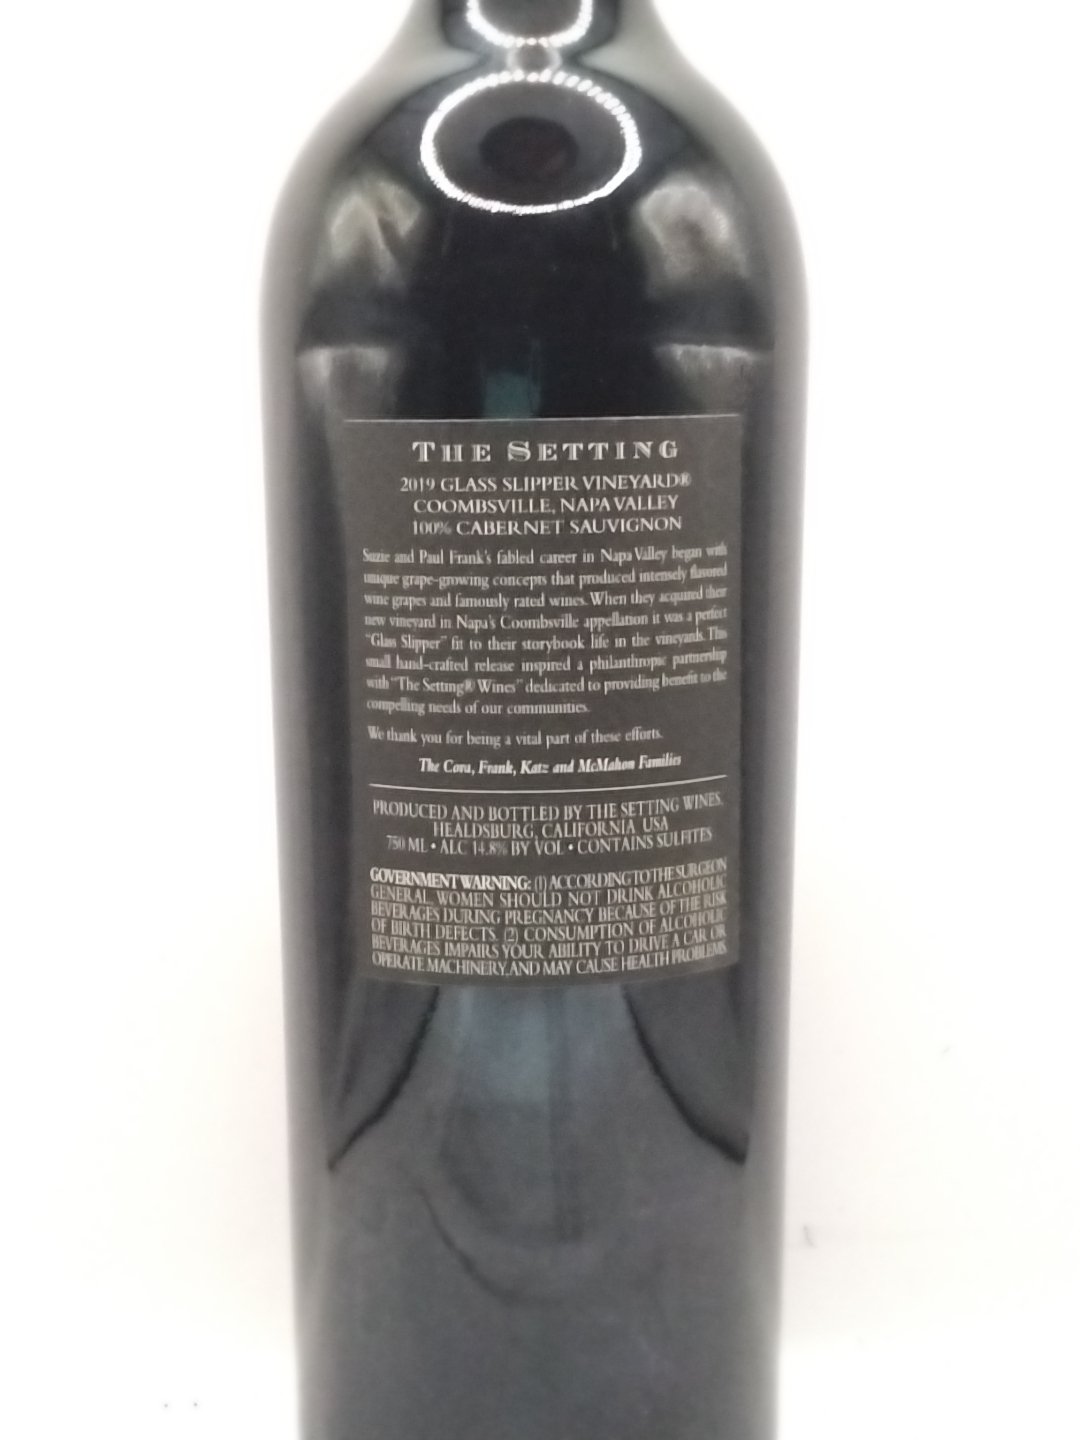 THE SETTING
2019 GLASS SLIPPER VINEYARD®
COOMBSVILLE, NAPA VALLEY
100% CABERNET SAUVIGNON
Suzie and Paul Frank's fabled career in Napa Valley began with
unique grape-growing concepts that produced intensely flavored
wine grapes and famously rated wines. When they acquired their
new vineyard in Napa's Coombsville appellation it was a perfect
"Glass Slipper" fit to their storybook life in the vineyards. This
small hand-crafted release inspired a philanthropic partnership
with "The Setting® Wines" dedicated to providing benefit to the
compelling needs of our communities.
We thank you for being a vital part of these efforts.
The Cova, Frank, Katz and McMahon Families
PRODUCED AND BOTTLED BY THE SETTING WINES,
HEALDSBURG, CALIFORNIA USA
750 ML • ALC 14.8% BY VOL • CONTAINS SULFITES
GOVERNMENT WARNING: (1) ACCORDING TO THE SURGEON
GENERAL, WOMEN SHOULD NOT DRINK ALCOHOLIC
BEVERAGES DURING PREGNANCY BECAUSE OF THE RISK
OF BIRTH DEFECTS. (2) CONSUMPTION OF ALCOHOLIC
BEVERAGES IMPAIRS YOUR ABILITY TO DRIVE A CAR OR
OPERATE MACHINERY, AND MAY CAUSE HEALTH PROBLEMS